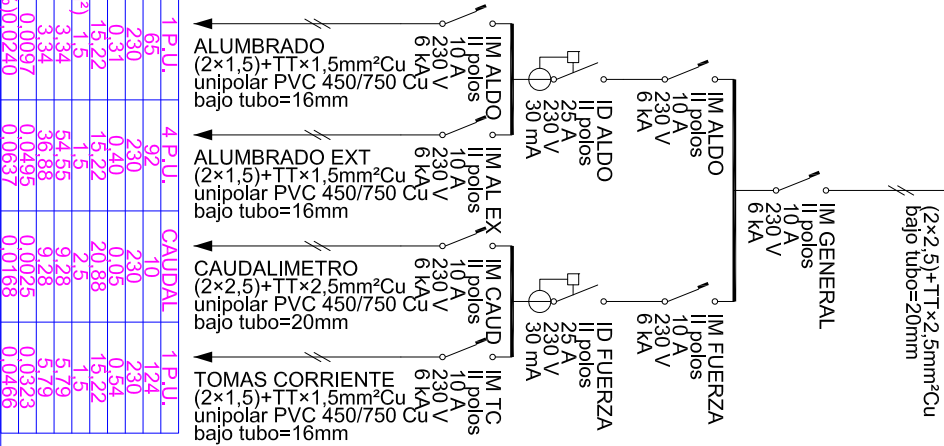 (2×2,5)+TT×2,5mm²Cu
bajo tubo=20mm
IM GENERAL
II polos
10 A
230 V
6 kA
IM ALDO
II polos
10 A
230 V
6 kA
IM FUERZA
II polos
10 A
230 V
6 kA
ID ALDO
II polos
25 A
230 V
30 mA
ID FUERZA
II polos
25 A
230 V
30 mA
IM ALDO
II polos
10 A
230 V
6 kA
IM AL EX
II polos
10 A
230 V
6 kA
IM CAUD
II polos
10 A
230 V
6 kA
IM TC
II polos
10 A
230 V
6 kA
ALUMBRADO
(2×1,5)+TT×1,5mm²Cu
unipolar PVC 450/750 Cu
bajo tubo=16mm
ALUMBRADO EXT
(2×1,5)+TT×1,5mm²Cu
unipolar PVC 450/750 Cu
bajo tubo=16mm
CAUDALIMETRO
(2×2,5)+TT×2,5mm²Cu
unipolar PVC 450/750 Cu
bajo tubo=20mm
TOMAS CORRIENTE
(2×1,5)+TT×1,5mm²Cu
unipolar PVC 450/750 Cu
bajo tubo=16mm
1 P.U. 4 P.U. CAUDAL 1 P.U.
65 92 10 124
230 230 230 230
0,31 0,40 0,05 0,54
15,22 15,22 20,88 15,22
²) 1,5 1,5 2,5 1,5
3,34 54,55 9,28 5,79
3,34 36,88 9,28 5,79
0,0097 0,0495 0,0025 0,0323
0,0240 0,0637 0,0168 0,0466